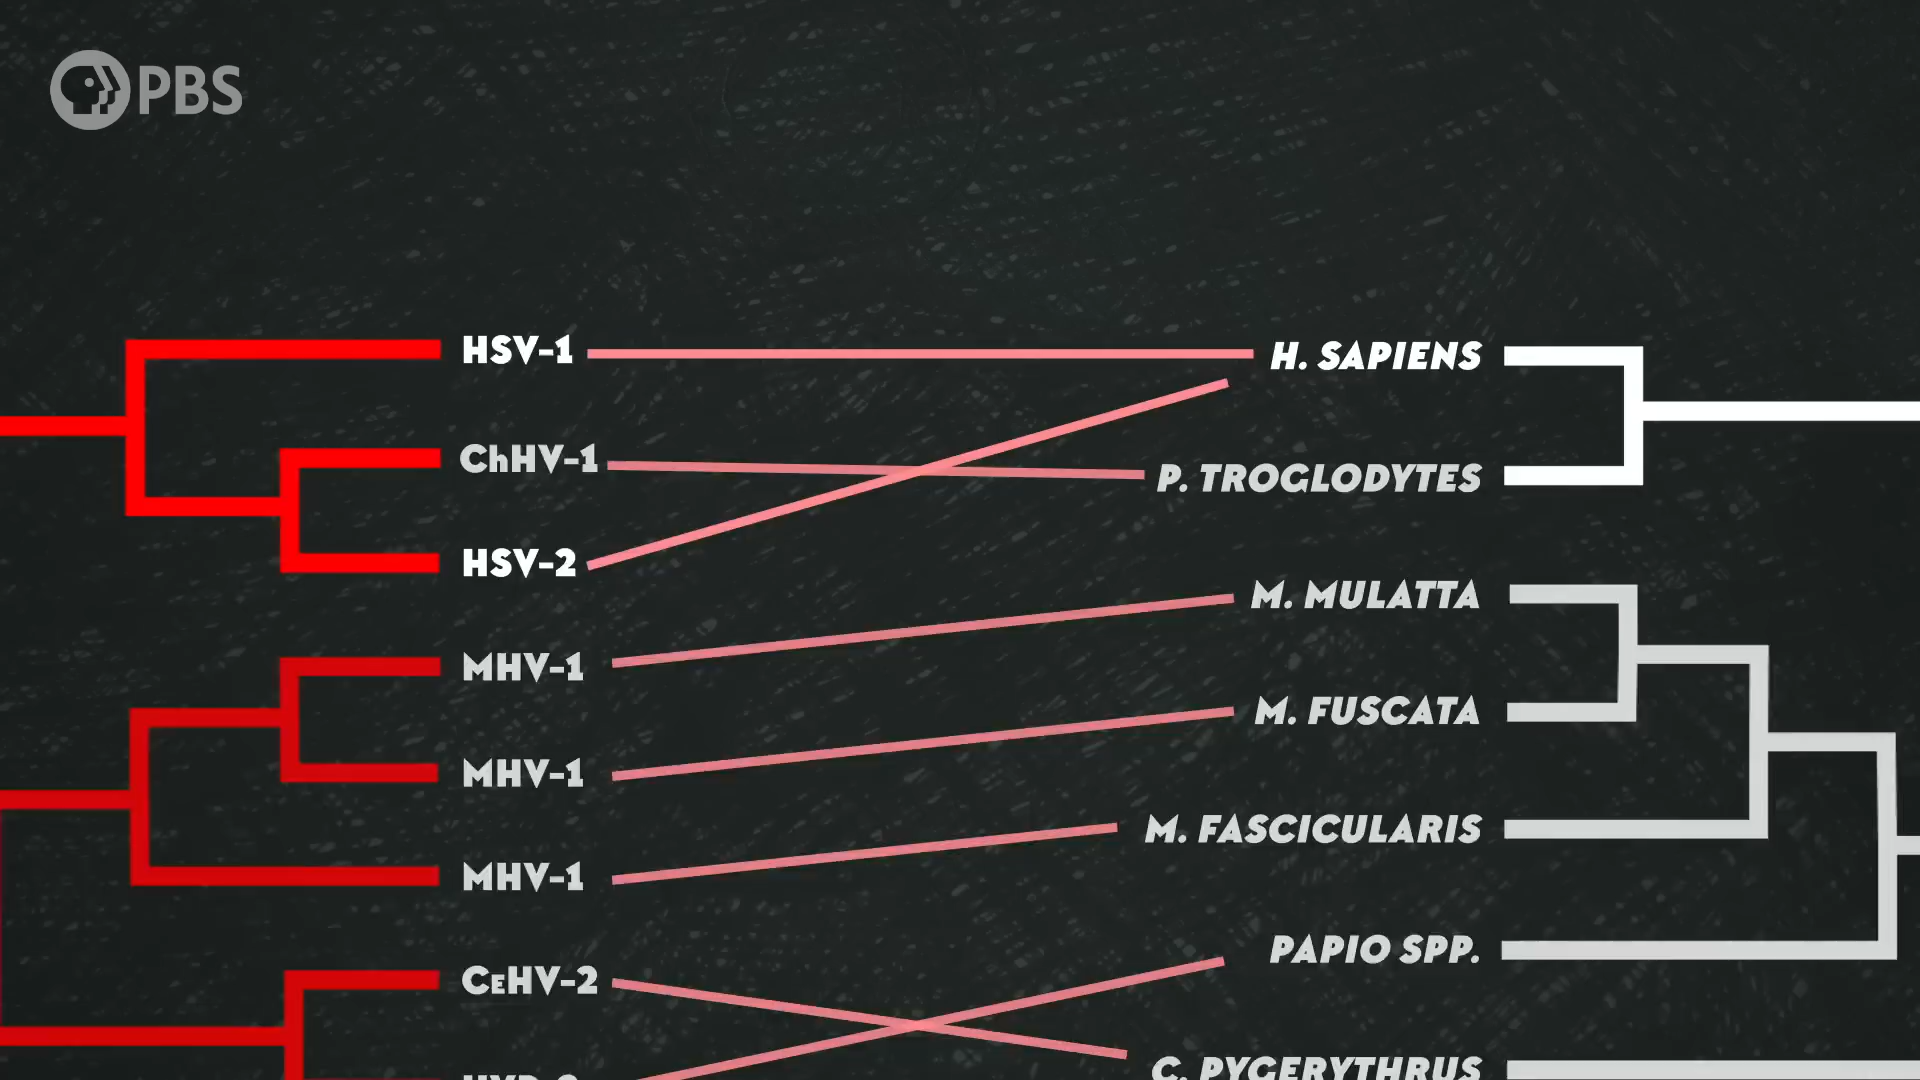 PBS
HSV-1
H. SAPIENS
ChHV-1
P. TROGLODYTES
HSV-2
M. MULATTA
MHV-1
M. FUSCATA
MHV-1
M. FASCICULARIS
MHV-1
PAPIO SPP.
CeHV-2
C. PYGERYTHRUS